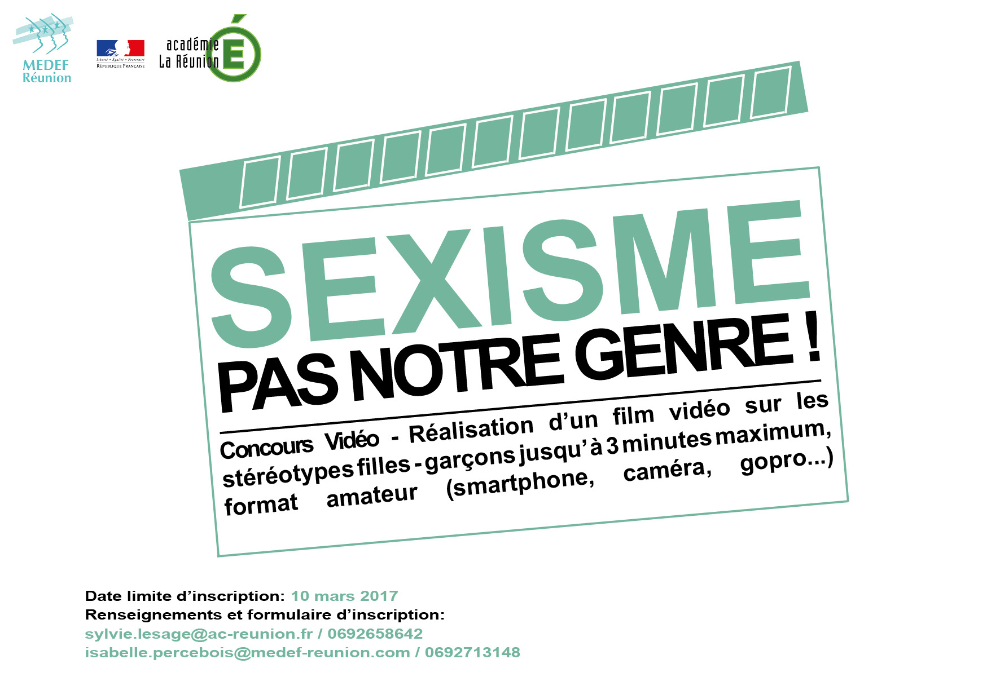 MEDEF
Réunion
Liberté • Égalité • Fraternité
RÉPUBLIQUE FRANÇAISE
académie
La Réunion
É
SEXISME
PAS NOTRE GENRE !
Concours Vidéo - Réalisation d’un film vidéo sur les
stéréotypes filles - garçons jusqu’à 3 minutes maximum,
format amateur (smartphone, caméra, gopro...)
Date limite d’inscription: 10 mars 2017
Renseignements et formulaire d’inscription:
sylvie.lesage@ac-reunion.fr / 0692658642
isabelle.percebois@medef-reunion.com / 0692713148